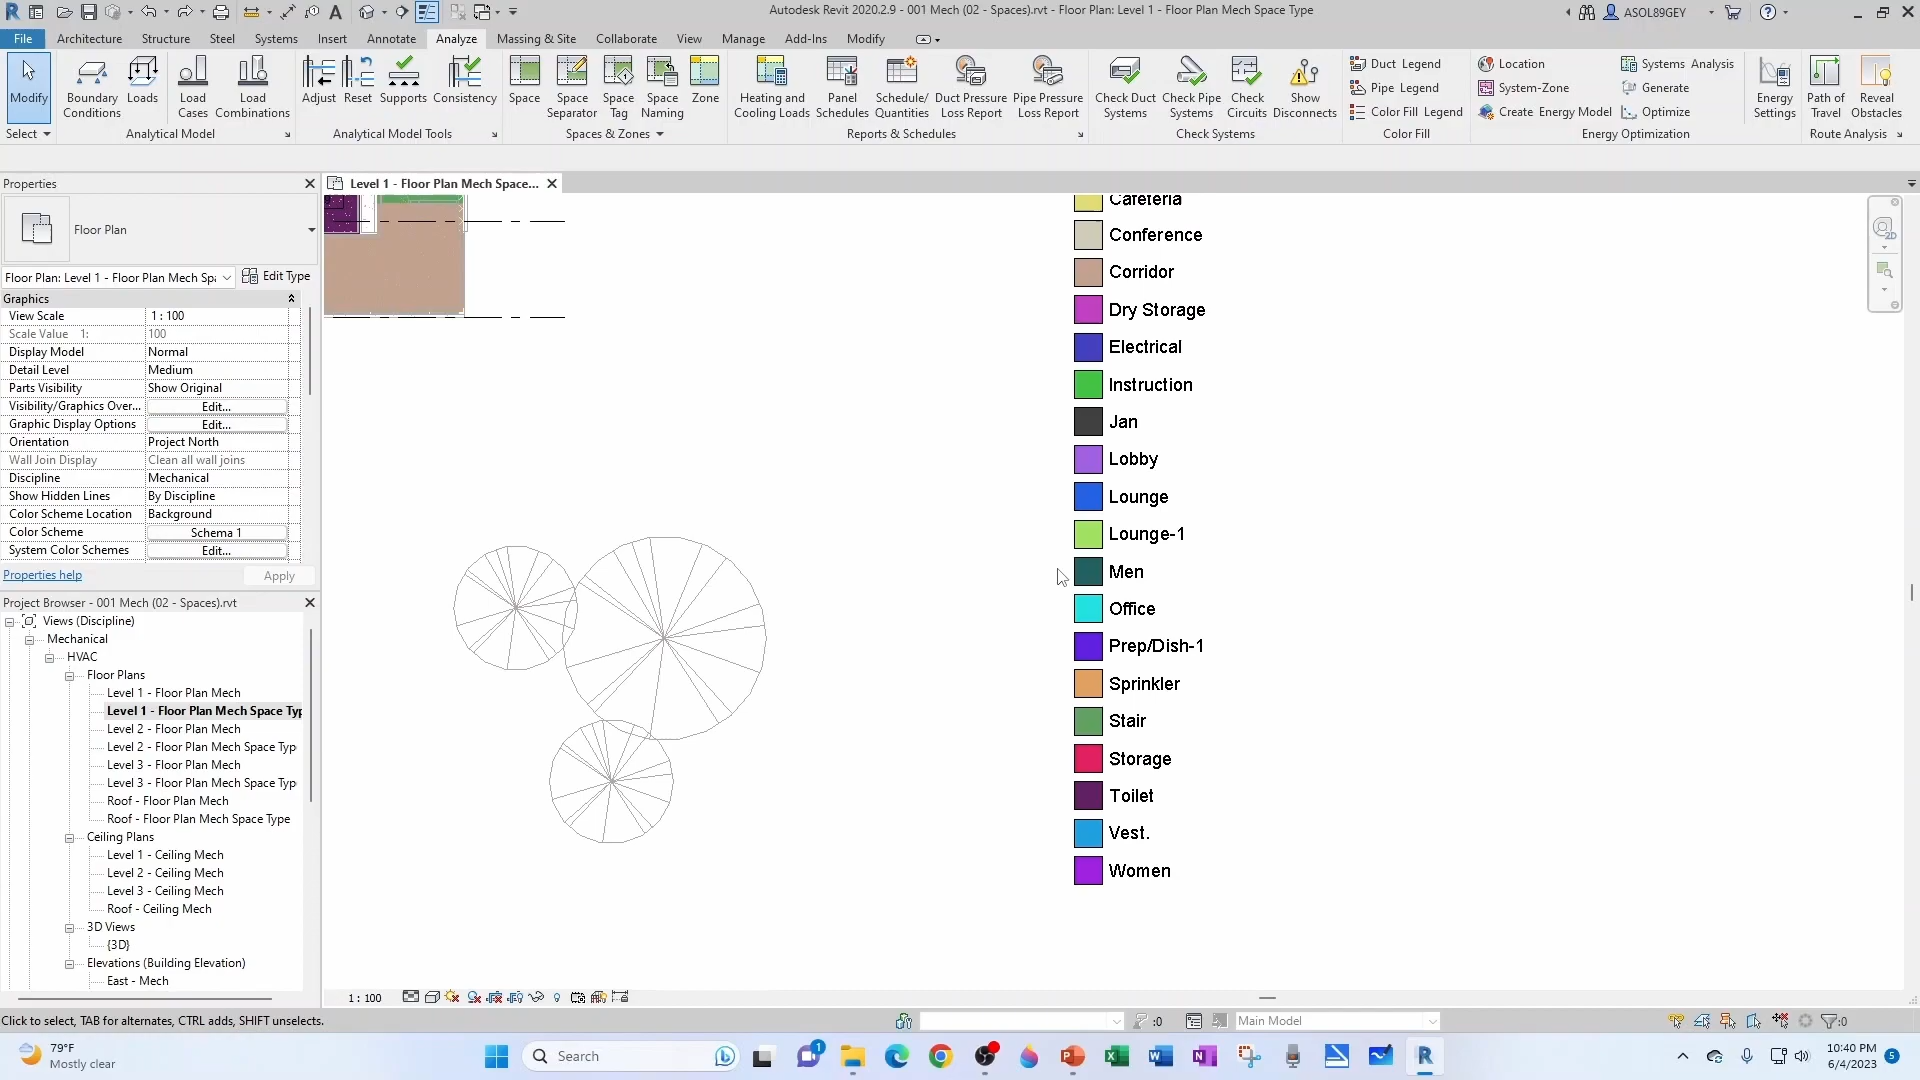 Autodesk Revit 2020.2.9 - 001 Mech (02 - Spaces).rvt - Floor Plan: Level 1 - Floor Plan Mech Space Type
ASOL89GEY
File Architecture Structure Steel Systems Insert Annotate Analyze Massing & Site Collaborate View Manage Add-Ins Modify
Modify
Boundary Conditions
Loads
Load Cases
Load Combinations
Adjust
Reset
Supports
Consistency
Space
Space Separator
Space Tag
Space Naming
Zone
Heating and Cooling Loads
Panel Schedules
Schedule/ Quantities
Duct Pressure Loss Report
Pipe Pressure Loss Report
Check Duct Systems
Check Pipe Systems
Check Circuits
Show Disconnects
Duct Legend
Pipe Legend
Color Fill Legend
Location
System-Zone
Create Energy Model
Systems Analysis
Generate
Optimize
Energy Settings
Path of Travel
Reveal Obstacles
Select
Analytical Model
Analytical Model Tools
Spaces & Zones
Reports & Schedules
Check Systems
Color Fill
Energy Optimization
Route Analysis
Properties
Floor Plan
Floor Plan: Level 1 - Floor Plan Mech Spa
Edit Type
Graphics
View Scale 1 : 100
Scale Value 1: 100
Display Model Normal
Detail Level Medium
Parts Visibility Show Original
Visibility/Graphics Over... Edit...
Graphic Display Options Edit...
Orientation Project North
Wall Join Display Clean all wall joins
Discipline Mechanical
Show Hidden Lines By Discipline
Color Scheme Location Background
Color Scheme Schema 1
System Color Schemes Edit...
Properties help
Apply
Project Browser - 001 Mech (02 - Spaces).rvt
Views (Discipline)
Mechanical
HVAC
Floor Plans
Level 1 - Floor Plan Mech
Level 1 - Floor Plan Mech Space Typ
Level 2 - Floor Plan Mech
Level 2 - Floor Plan Mech Space Typ
Level 3 - Floor Plan Mech
Level 3 - Floor Plan Mech Space Typ
Roof - Floor Plan Mech
Roof - Floor Plan Mech Space Type
Ceiling Plans
Level 1 - Ceiling Mech
Level 2 - Ceiling Mech
Level 3 - Ceiling Mech
Roof - Ceiling Mech
3D Views
{3D}
Elevations (Building Elevation)
East - Mech
Level 1 - Floor Plan Mech Space...
Cafeteria
Conference
Corridor
Dry Storage
Electrical
Instruction
Jan
Lobby
Lounge
Lounge-1
Men
Office
Prep/Dish-1
Sprinkler
Stair
Storage
Toilet
Vest.
Women
2D
1 : 100
Click to select, TAB for alternates, CTRL adds, SHIFT unselects.
:0
Main Model
:0
79°F
Mostly clear
Search
1
10:40 PM
6/4/2023
5